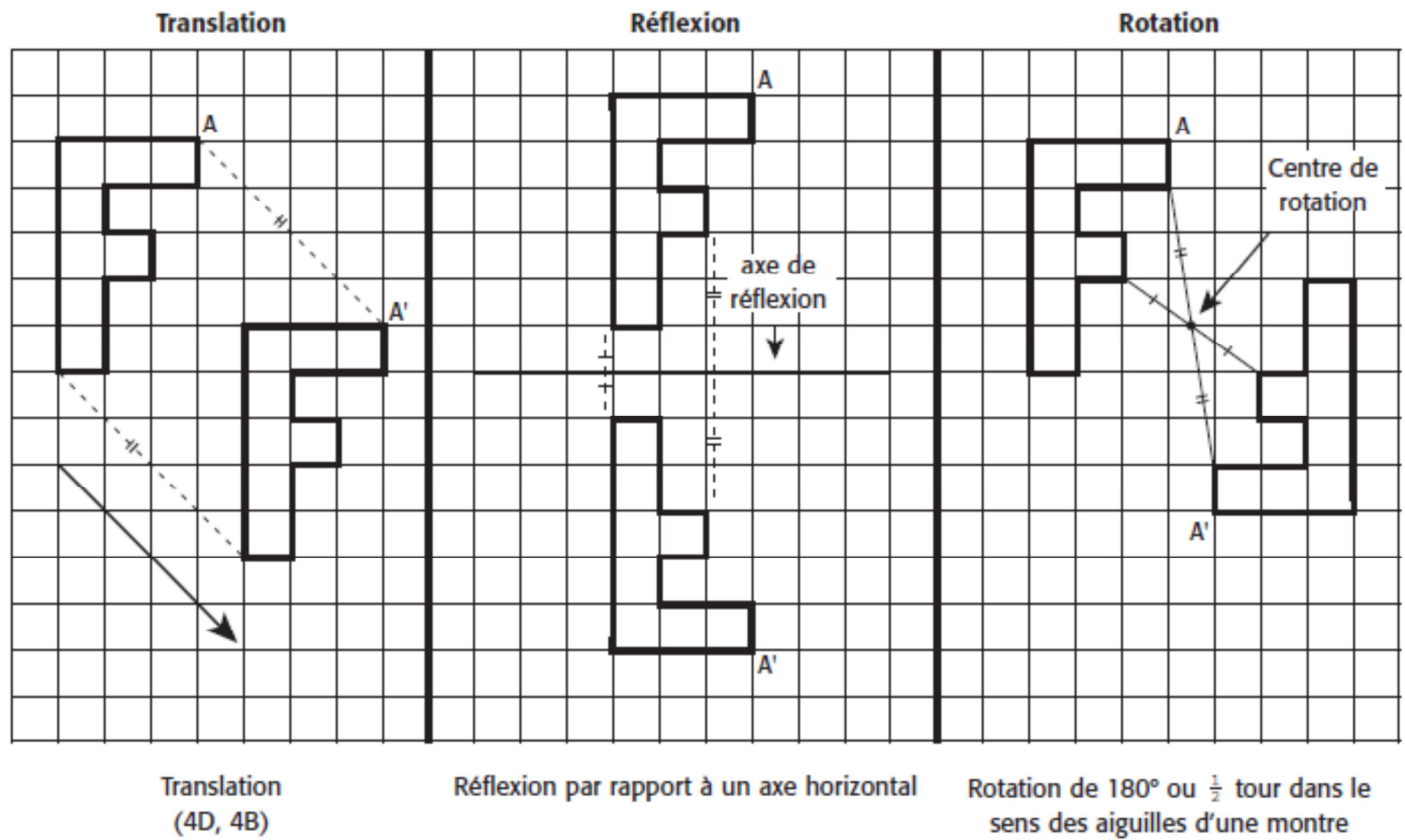 Translation
Réflexion
Rotation
A
A'
A
axe de
réflexion
A'
A
Centre de
rotation
A'
Translation
(4D, 4B)
Réflexion par rapport à un axe horizontal
Rotation de 180° ou 1/2 tour dans le
sens des aiguilles d'une montre